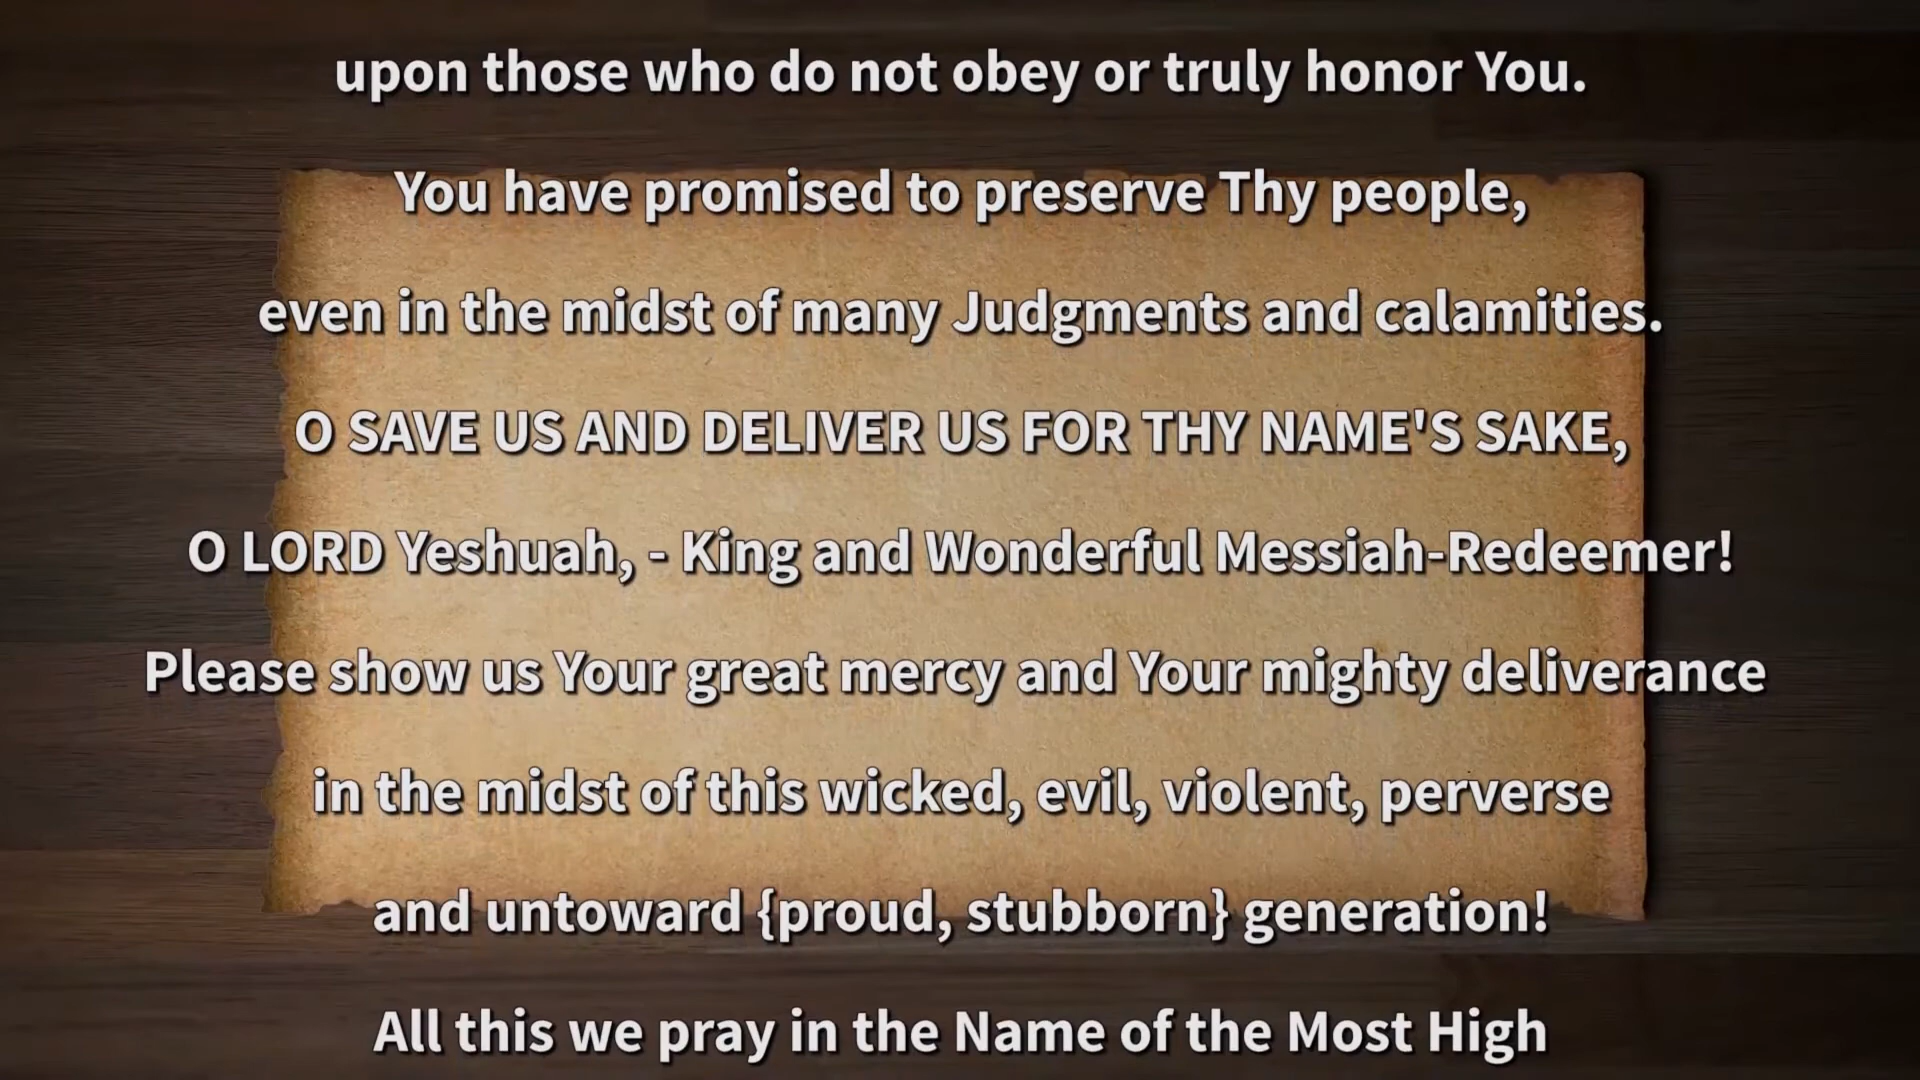 upon those who do not obey or truly honor You.
You have promised to preserve Thy people,
even in the midst of many Judgments and calamities.
O SAVE US AND DELIVER US FOR THY NAME'S SAKE,
O LORD Yeshuah, - King and Wonderful Messiah-Redeemer!
Please show us Your great mercy and Your mighty deliverance
in the midst of this wicked, evil, violent, perverse
and untoward {proud, stubborn} generation!
All this we pray in the Name of the Most High